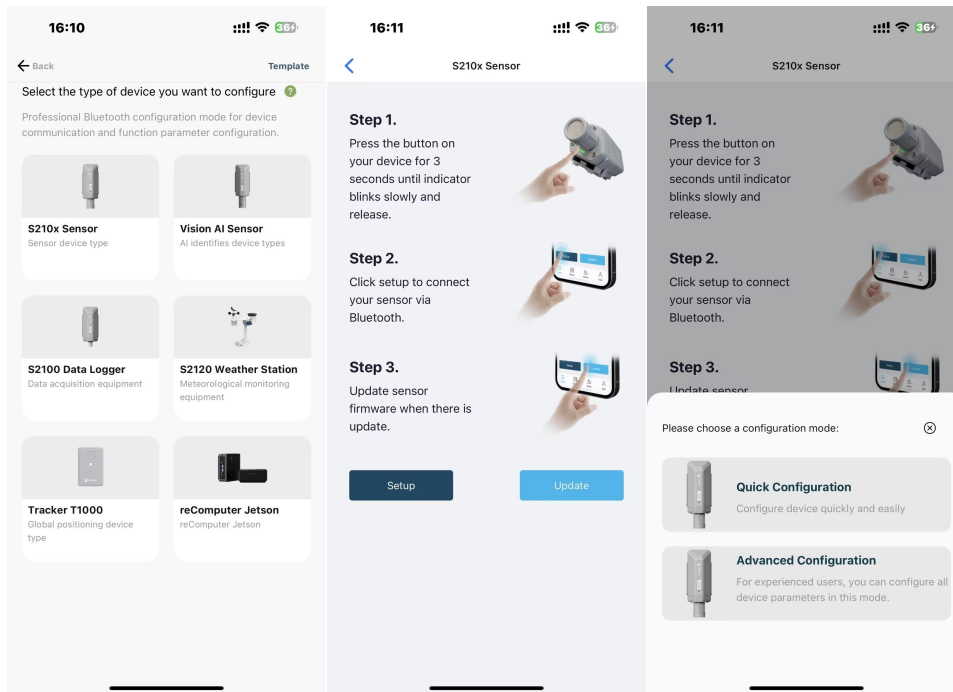 16:10
36
Back
Template
Select the type of device you want to configure ?
Professional Bluetooth configuration mode for device
communication and function parameter configuration.
S210x Sensor
Sensor device type
Vision AI Sensor
AI identifies device types
S2100 Data Logger
Data acquisition equipment
S2120 Weather Station
Meteorological monitoring
equipment
Tracker T1000
Global positioning device
type
reComputer Jetson
reComputer Jetson
16:11
36
S210x Sensor
Step 1.
Press the button on
your device for 3
seconds until indicator
blinks slowly and
release.
Step 2.
Click setup to connect
your sensor via
Bluetooth.
Step 3.
Update sensor
firmware when there is
update.
Setup
Update
16:11
36
S210x Sensor
Step 1.
Press the button on
your device for 3
seconds until indicator
blinks slowly and
release.
Step 2.
Click setup to connect
your sensor via
Bluetooth.
Step 3.
Update sensor
Please choose a configuration mode:
Quick Configuration
Configure device quickly and easily
Advanced Configuration
For experienced users, you can configure all
device parameters in this mode.